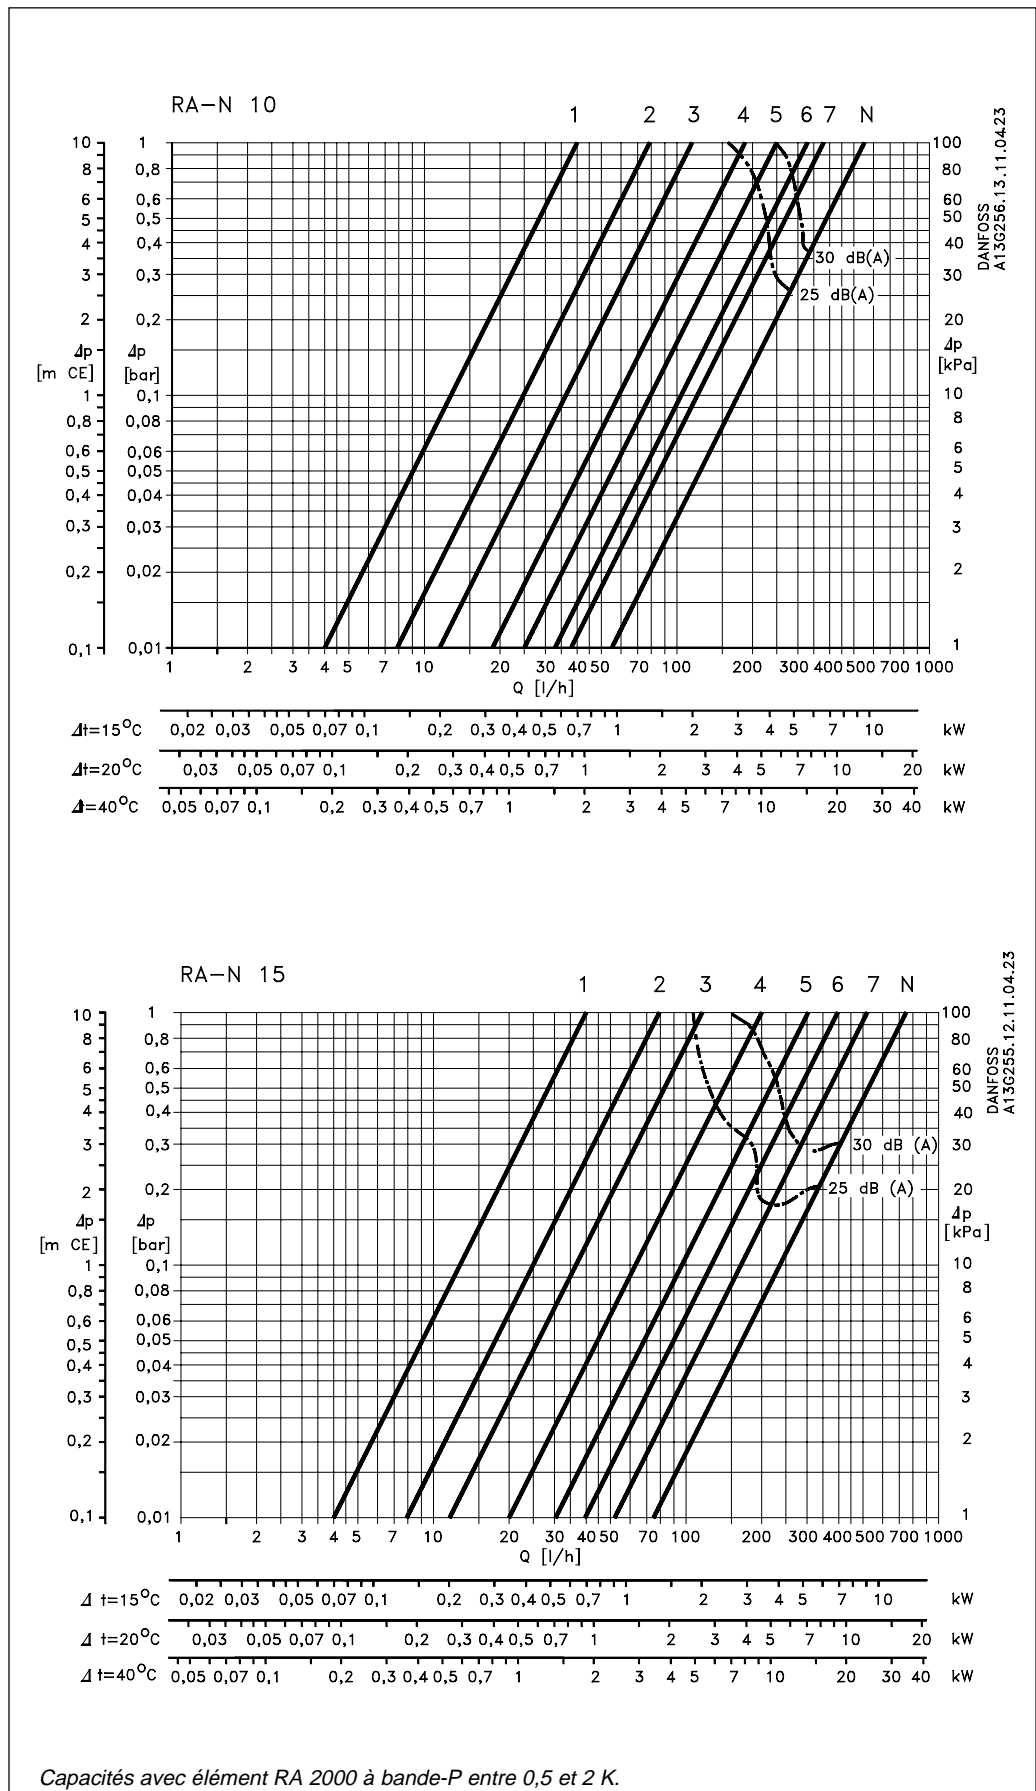 RA-N 10
1 2 3 4 5 6 7 N
DANFOSS
A13G256.13.11.04.23
10 1 100
8 0,8 80
6 0,6 60
5 0,5 50
4 0,4 40
30 dB(A)
3 0,3 30
25 dB(A)
2 0,2 20
Δp Δp Δp
[m CE] [bar] [kPa]
1 0,1 10
0,8 0,08 8
0,6 0,06 6
0,5 0,05 5
0,4 0,04 4
0,3 0,03 3
0,2 0,02 2
0,1 0,01 1
1 2 3 4 5 7 10 20 30 40 50 70 100 200 300 400 500 700 1000
Q [l/h]
Δt=15°C 0,02 0,03 0,05 0,07 0,1 0,2 0,3 0,4 0,5 0,7 1 2 3 4 5 7 10 kW
Δt=20°C 0,03 0,05 0,07 0,1 0,2 0,3 0,4 0,5 0,7 1 2 3 4 5 7 10 20 kW
Δt=40°C 0,05 0,07 0,1 0,2 0,3 0,4 0,5 0,7 1 2 3 4 5 7 10 20 30 40 kW
RA-N 15
1 2 3 4 5 6 7 N
DANFOSS
A13G255.12.11.04.23
10 1 100
8 0,8 80
6 0,6 60
5 0,5 50
4 0,4 40
3 0,3 30
30 dB (A)
2 0,2 20
25 dB (A)
Δp Δp Δp
[m CE] [bar] [kPa]
1 0,1 10
0,8 0,08 8
0,6 0,06 6
0,5 0,05 5
0,4 0,04 4
0,3 0,03 3
0,2 0,02 2
0,1 0,01 1
1 2 3 4 5 7 10 20 30 40 50 70 100 200 300 400 500 700 1000
Q [l/h]
Δ t=15°C 0,02 0,03 0,05 0,07 0,1 0,2 0,3 0,4 0,5 0,7 1 2 3 4 5 7 10 kW
Δ t=20°C 0,03 0,05 0,07 0,1 0,2 0,3 0,4 0,5 0,7 1 2 3 4 5 7 10 20 kW
Δ t=40°C 0,05 0,07 0,1 0,2 0,3 0,4 0,5 0,7 1 2 3 4 5 7 10 20 30 40 kW
Capacités avec élément RA 2000 à bande-P entre 0,5 et 2 K.